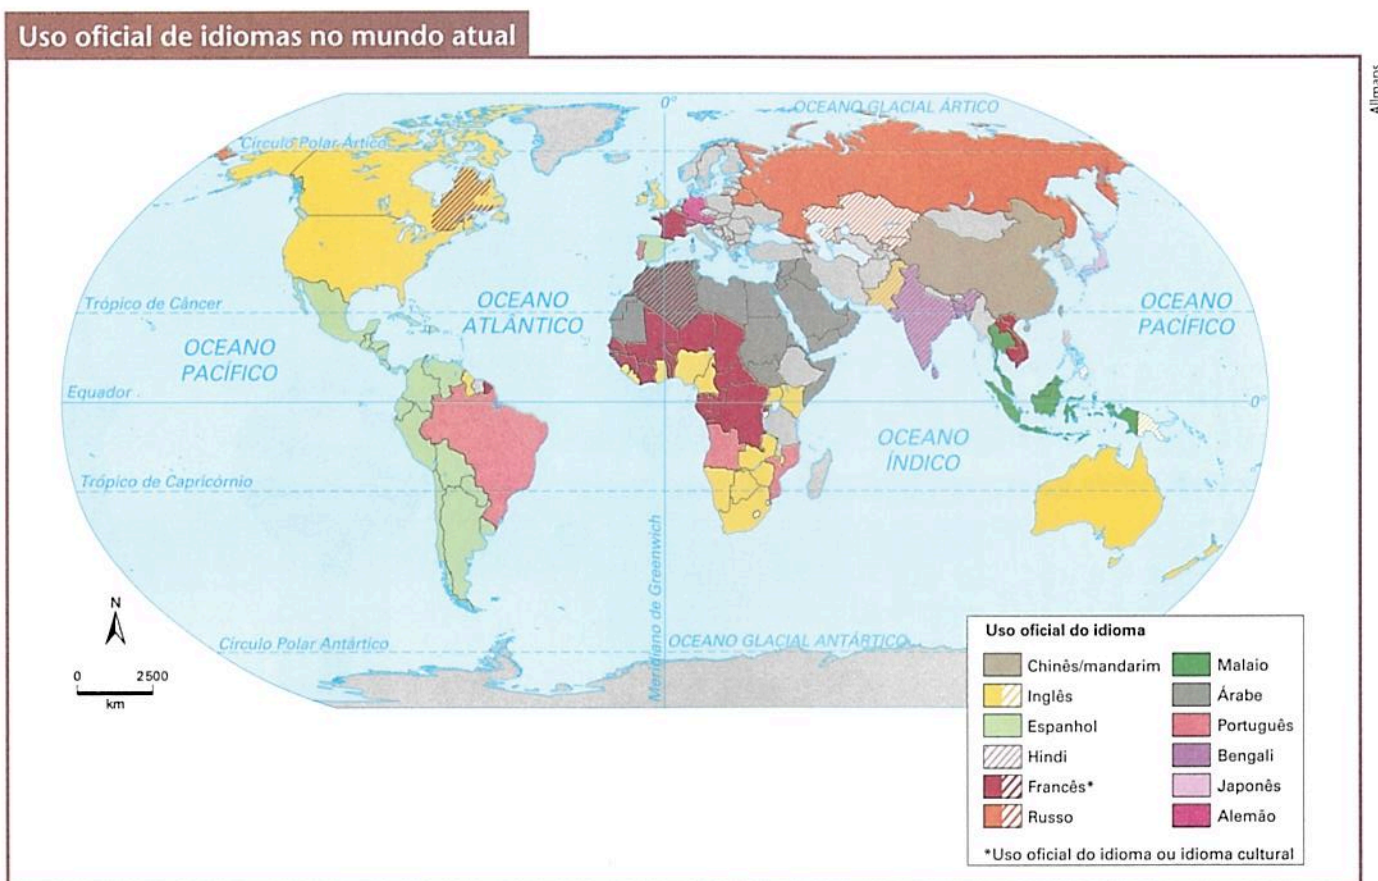 Uso oficial de idiomas no mundo atual
Allmaps
OCEANO GLACIAL ÁRTICO
0°
Círculo Polar Ártico
Trópico de Câncer
OCEANO
ATLÂNTICO
OCEANO
PACÍFICO
OCEANO
PACÍFICO
Equador
0°
OCEANO
ÍNDICO
Trópico de Capricórnio
Meridiano de Greenwich
N
Círculo Polar Antártico
OCEANO GLACIAL ANTÁRTICO
0 2500
km
Uso oficial do idioma
Chinês/mandarim
Inglês
Espanhol
Hindi
Francês*
Russo
Malaio
Árabe
Português
Bengali
Japonês
Alemão
*Uso oficial do idioma ou idioma cultural